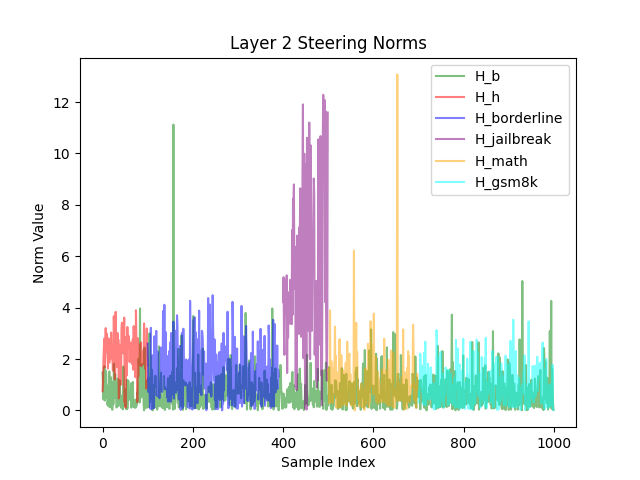 Layer 2 Steering Norms
H_b
H_h
H_borderline
H_jailbreak
H_math
H_gsm8k
Norm Value
12
10
8
6
4
2
0
0 200 400 600 800 1000
Sample Index